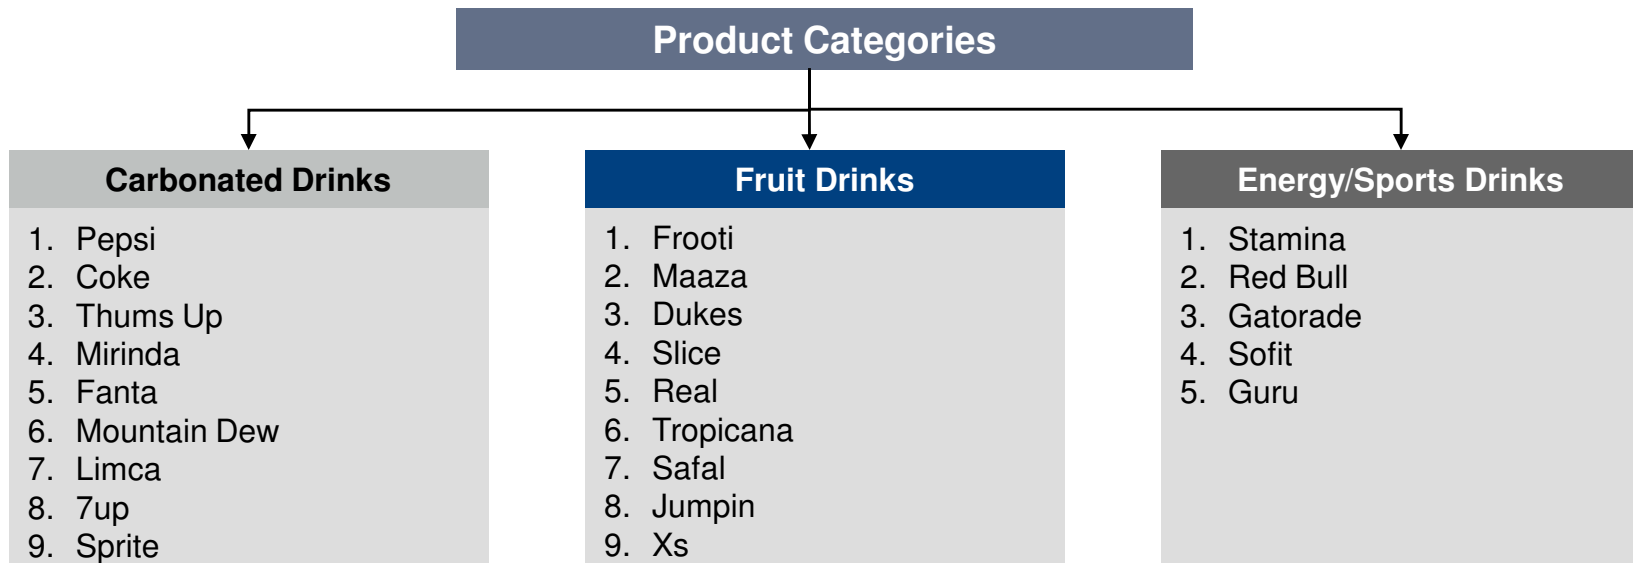 Product Categories
Carbonated Drinks
1. Pepsi
2. Coke
3. Thums Up
4. Mirinda
5. Fanta
6. Mountain Dew
7. Limca
8. 7up
9. Sprite
Fruit Drinks
1. Frooti
2. Maaza
3. Dukes
4. Slice
5. Real
6. Tropicana
7. Safal
8. Jumpin
9. Xs
Energy/Sports Drinks
1. Stamina
2. Red Bull
3. Gatorade
4. Sofit
5. Guru